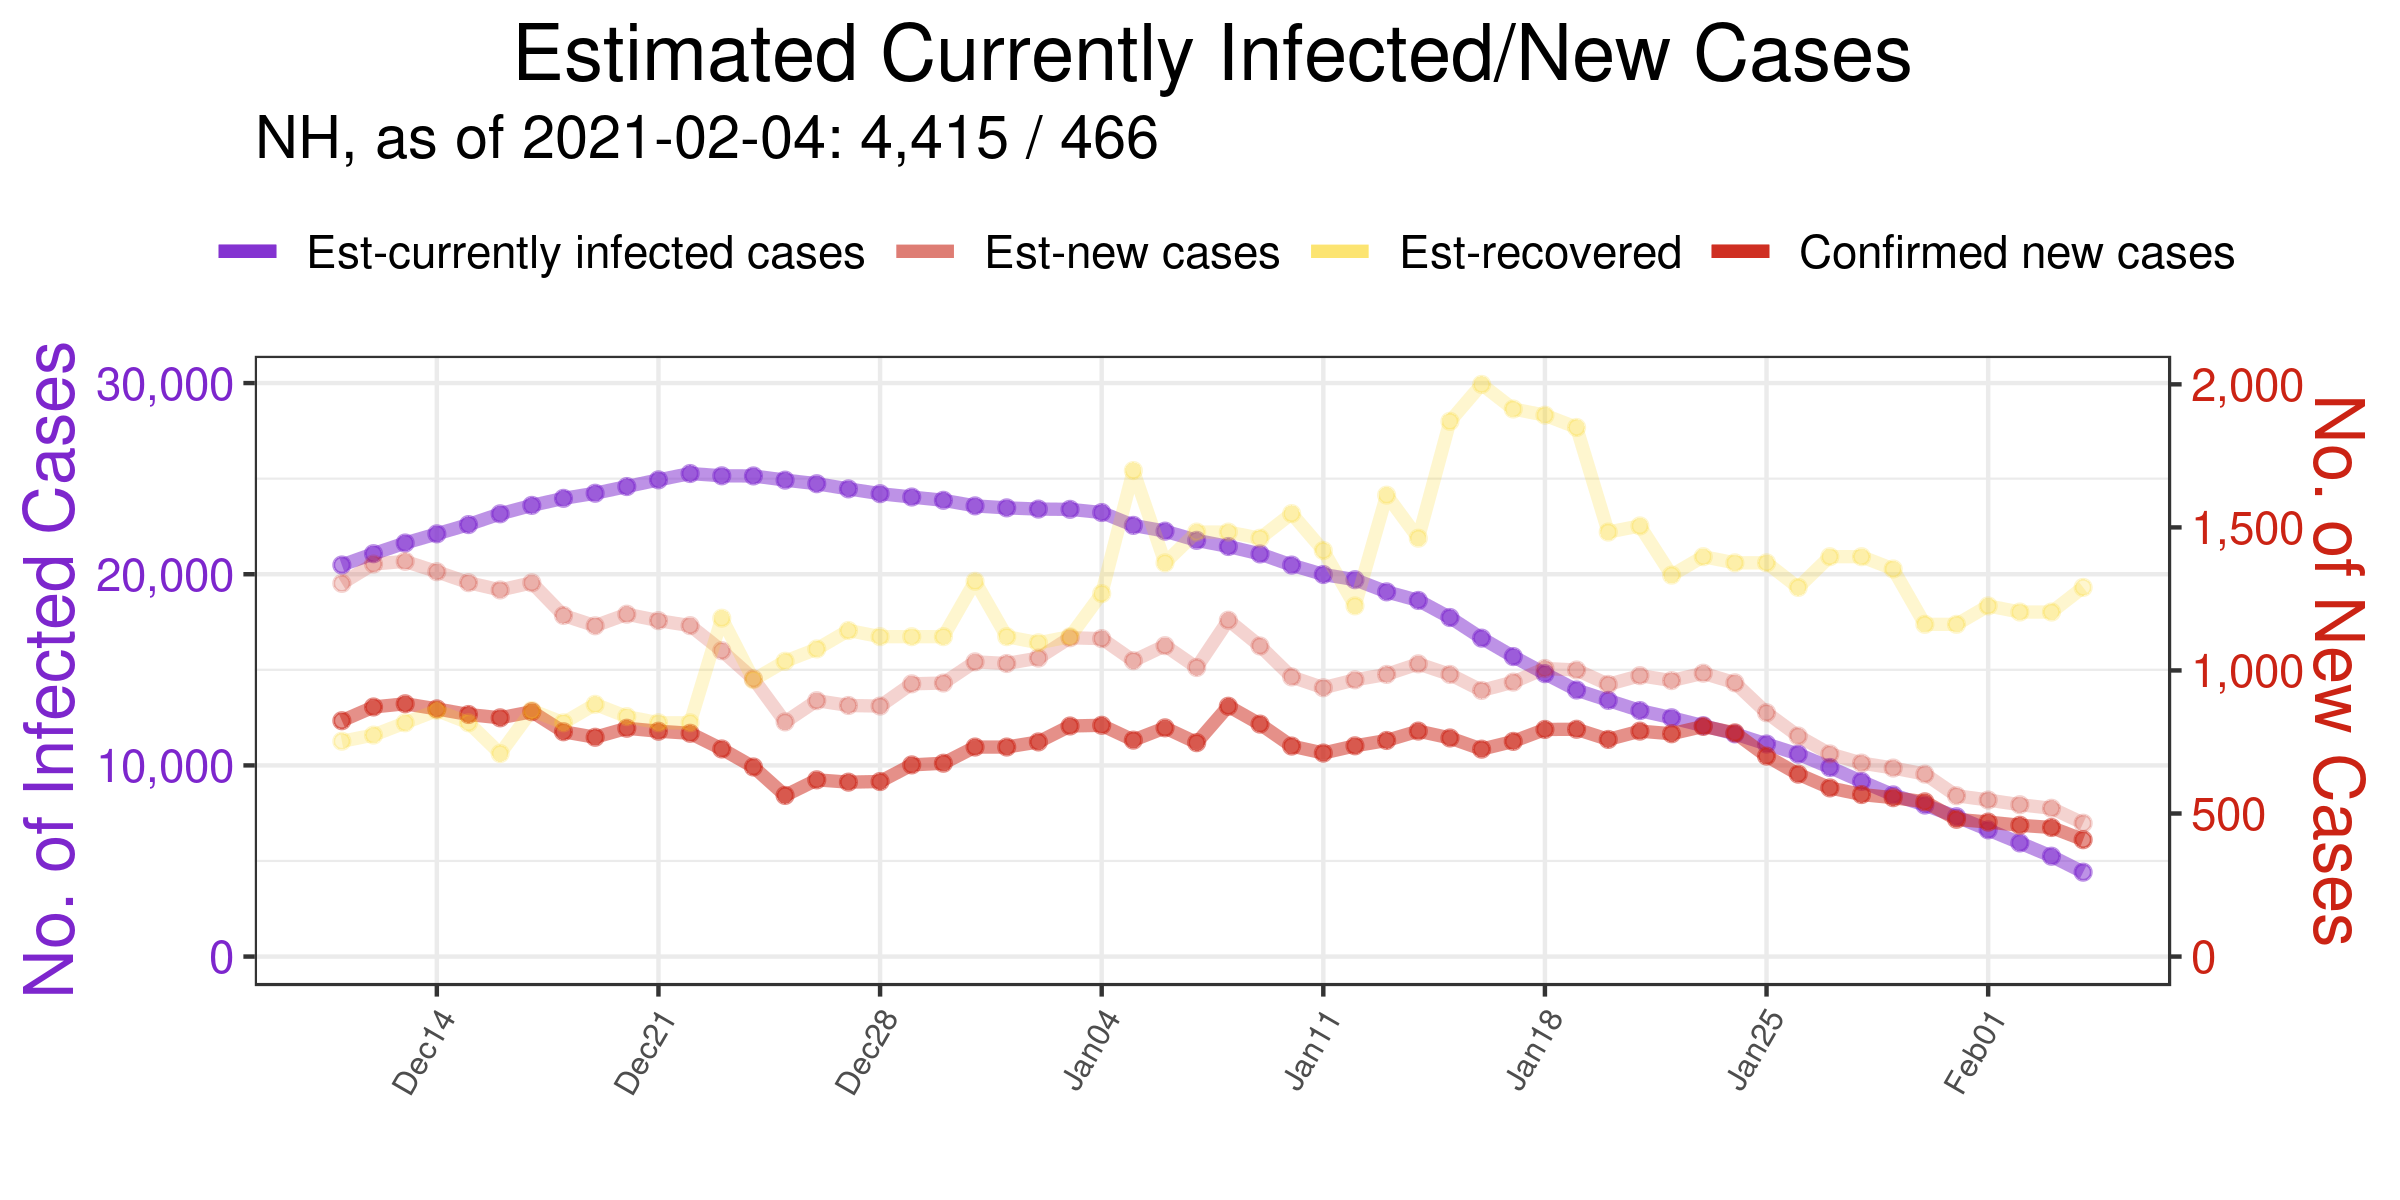 Estimated Currently Infected/New Cases
NH, as of 2021-02-04: 4,415 / 466
Est-currently infected cases
Est-new cases
Est-recovered
Confirmed new cases
No. of Infected Cases
30,000
20,000
10,000
0
2,000
1,500
1,000
500
0
No. of New Cases
Dec14
Dec21
Dec28
Jan04
Jan11
Jan18
Jan25
Feb01